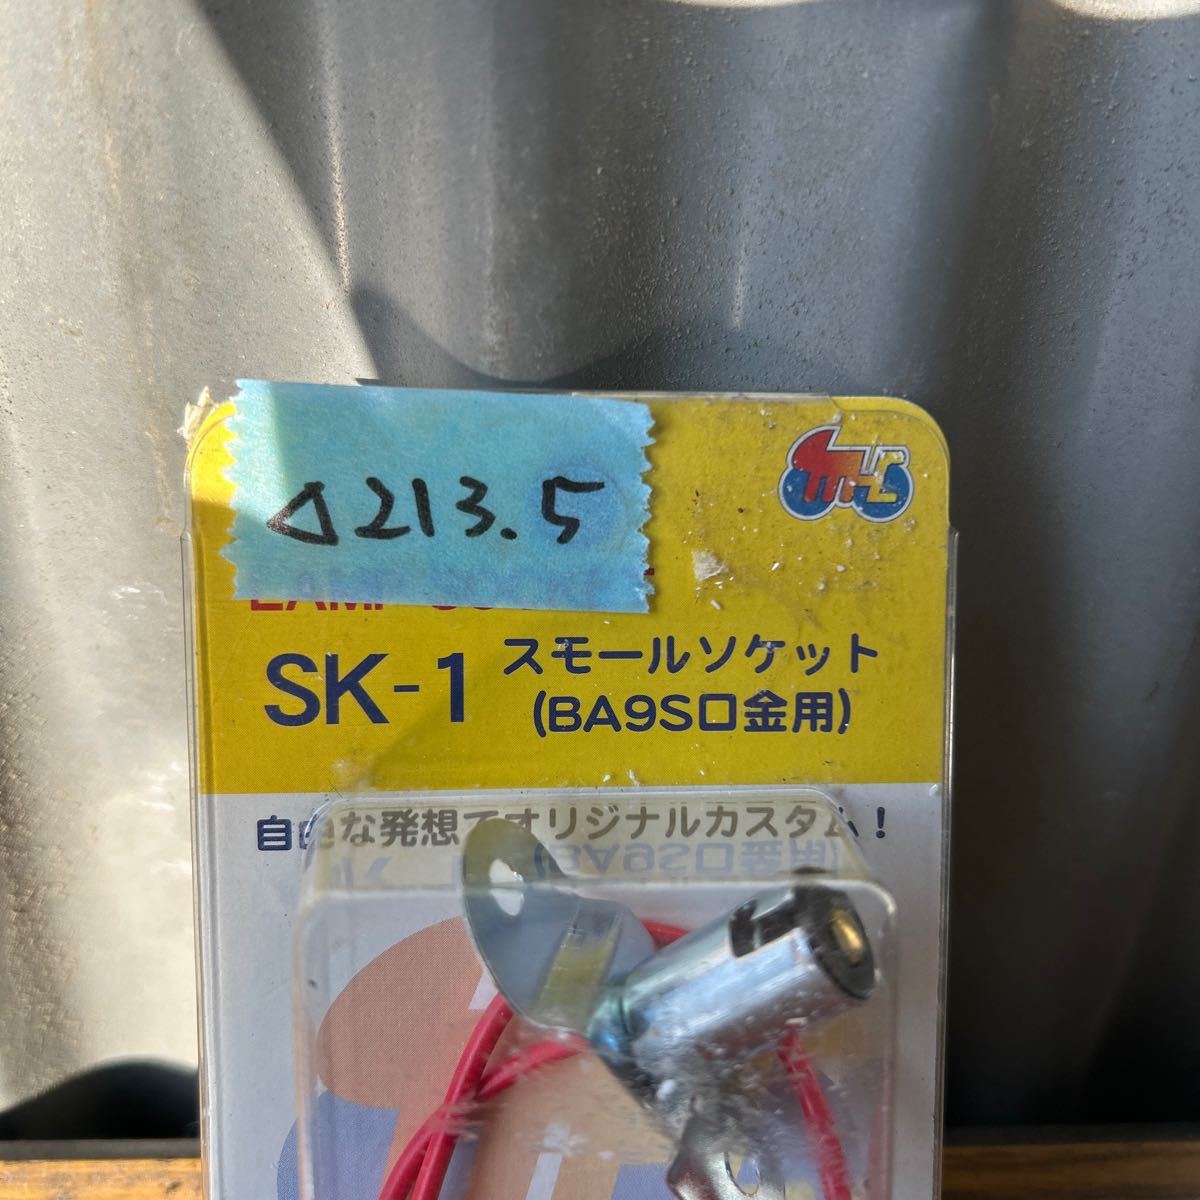 △213.5
SK-1 スモールソケット
(BA9S口金用)
自由な発想でオリジナルカスタム！